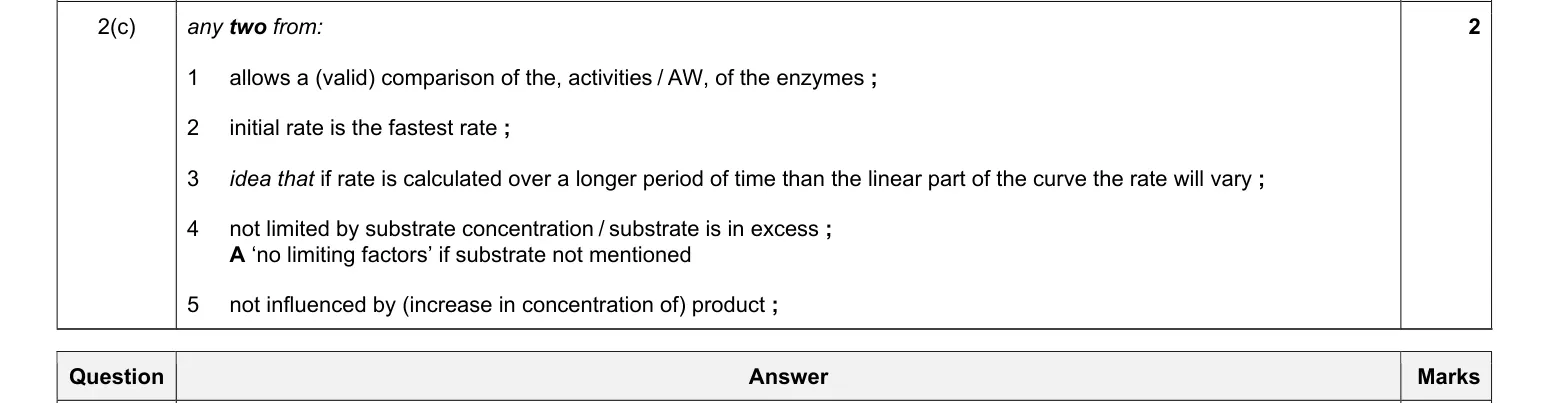 2(c) any two from: 2
1 allows a (valid) comparison of the, activities / AW, of the enzymes ;
2 initial rate is the fastest rate ;
3 idea that if rate is calculated over a longer period of time than the linear part of the curve the rate will vary ;
4 not limited by substrate concentration / substrate is in excess ;
A ‘no limiting factors’ if substrate not mentioned
5 not influenced by (increase in concentration of) product ;
Question Answer Marks